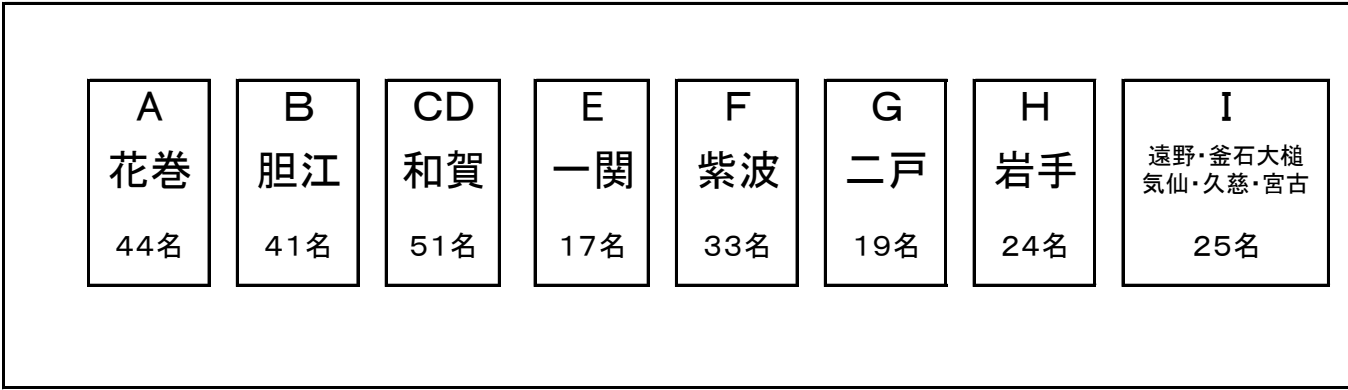 A
花巻
44名
B
胆江
41名
CD
和賀
51名
E
一関
17名
F
紫波
33名
G
二戸
19名
H
岩手
24名
I
遠野・釜石大槌
気仙・久慈・宮古
25名